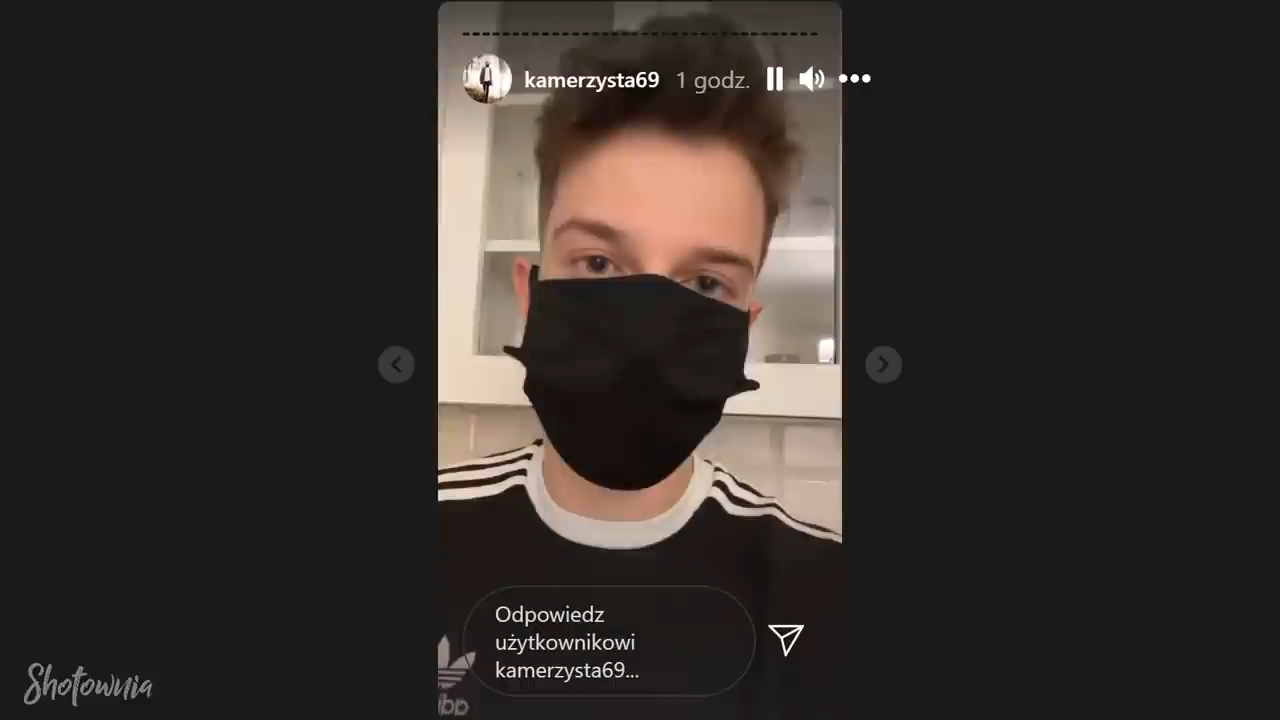 kamerzysta69 1 godz.
Odpowiedz
użytkownikowi
kamerzysta69...
Shotownia